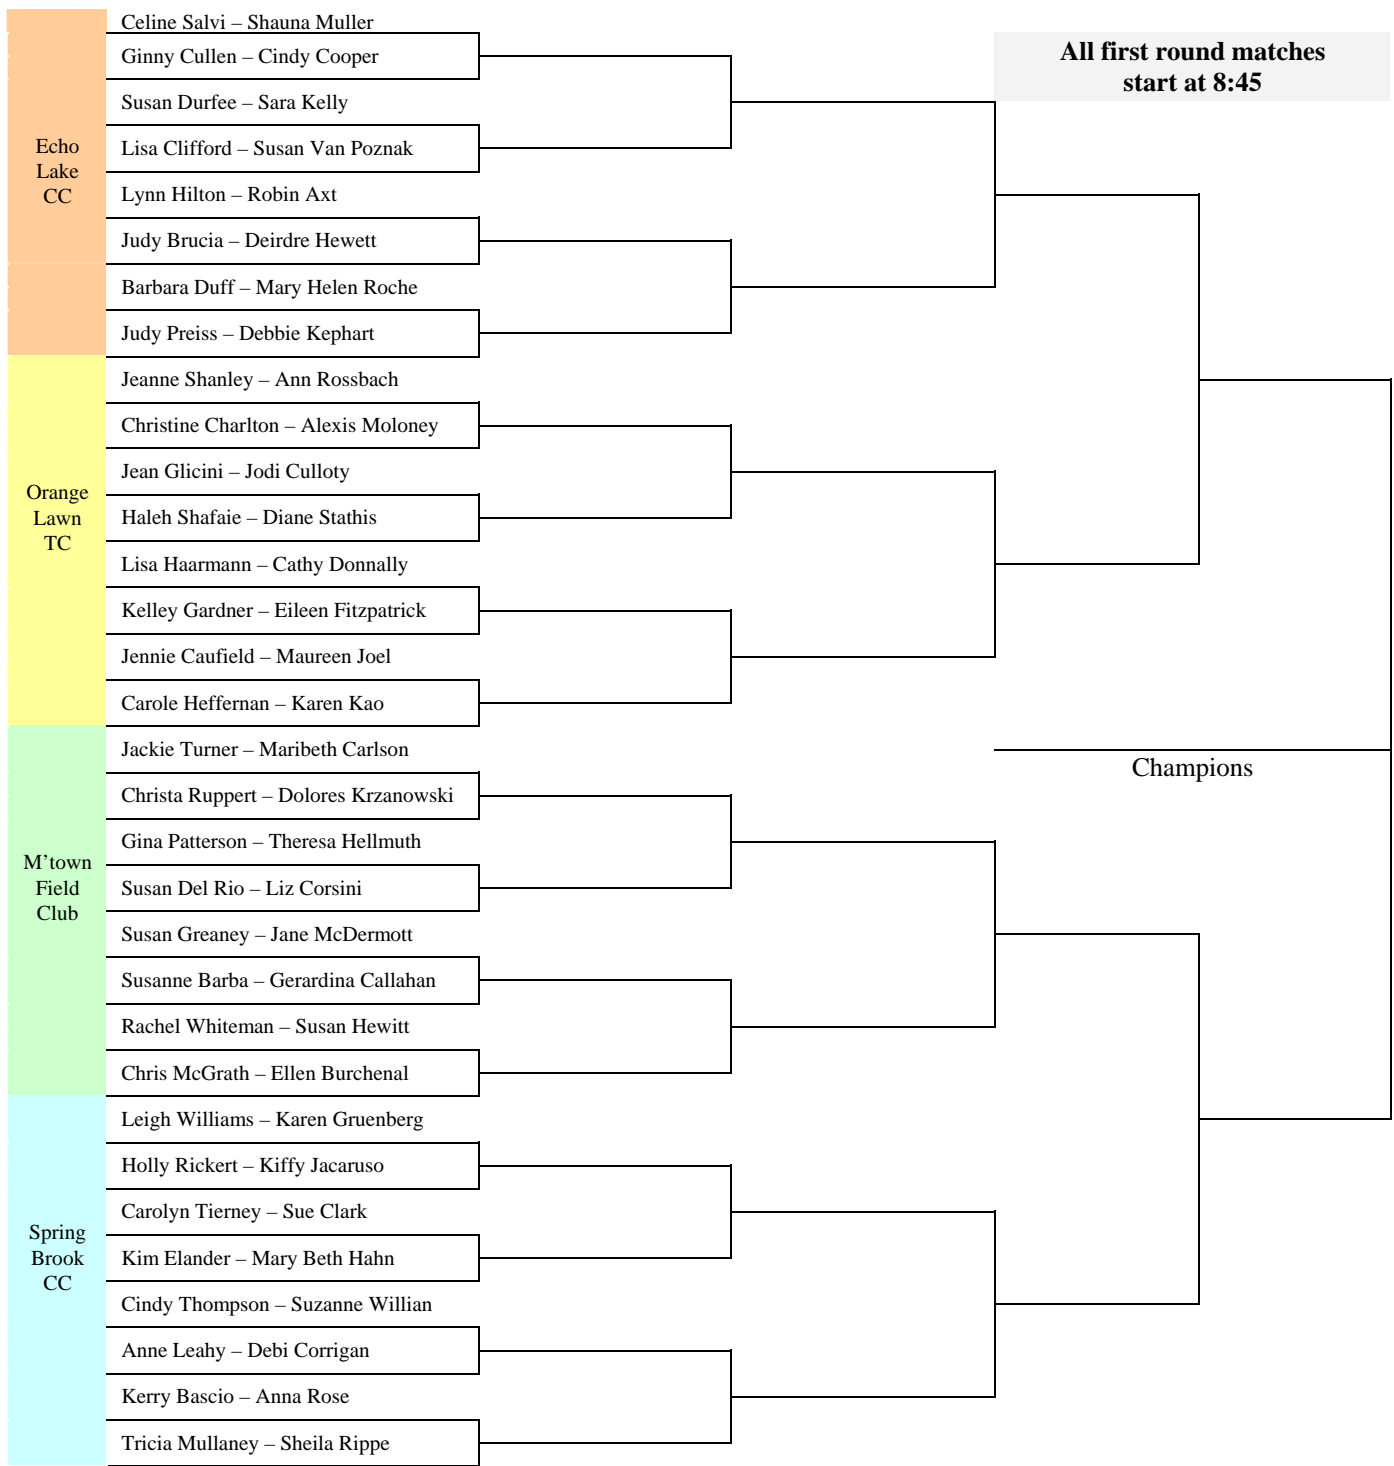 Celine Salvi – Shauna Muller
All first round matches
start at 8:45
Ginny Cullen – Cindy Cooper
Susan Durfee – Sara Kelly
Echo
Lake
CC
Lisa Clifford – Susan Van Poznak
Lynn Hilton – Robin Axt
Judy Brucia – Deirdre Hewett
Barbara Duff – Mary Helen Roche
Judy Preiss – Debbie Kephart
Jeanne Shanley – Ann Rossbach
Christine Charlton – Alexis Moloney
Jean Glicini – Jodi Culloty
Orange
Lawn
TC
Haleh Shafaie – Diane Stathis
Lisa Haarmann – Cathy Donnally
Kelley Gardner – Eileen Fitzpatrick
Jennie Caufield – Maureen Joel
Carole Heffernan – Karen Kao
Jackie Turner – Maribeth Carlson
Champions
Christa Ruppert – Dolores Krzanowski
Gina Patterson – Theresa Hellmuth
M’town
Field
Club
Susan Del Rio – Liz Corsini
Susan Greaney – Jane McDermott
Susanne Barba – Gerardina Callahan
Rachel Whiteman – Susan Hewitt
Chris McGrath – Ellen Burchenal
Leigh Williams – Karen Gruenberg
Holly Rickert – Kiffy Jacaruso
Carolyn Tierney – Sue Clark
Spring
Brook
CC
Kim Elander – Mary Beth Hahn
Cindy Thompson – Suzanne Willian
Anne Leahy – Debi Corrigan
Kerry Bascio – Anna Rose
Tricia Mullaney – Sheila Rippe